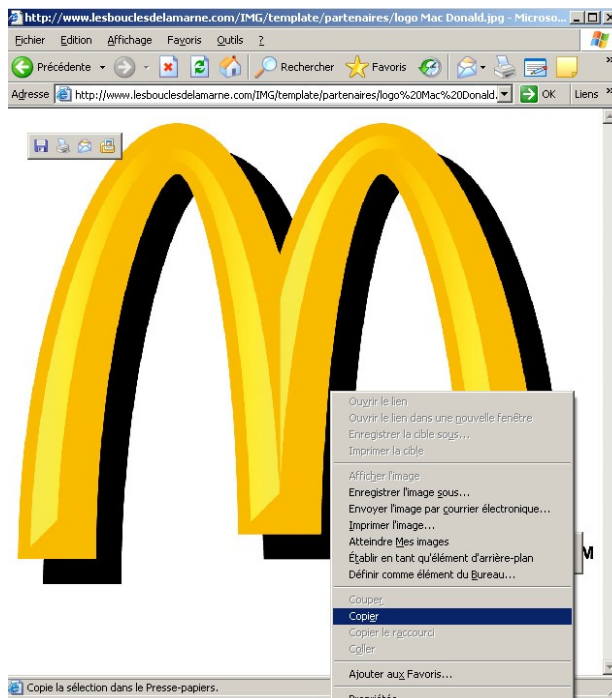 http://www.lesbouclesdelamarne.com/IMG/template/partenaires/logo Mac Donald.jpg - Microso...
Fichier Edition Affichage Favoris Outils ?
Précédente Rechercher Favoris »
Adresse http://www.lesbouclesdelamarne.com/IMG/template/partenaires/logo%20Mac%20Donald. OK Liens »
Ouvrir le lien
Ouvrir le lien dans une nouvelle fenêtre
Enregistrer la cible sous...
Imprimer la cible
Afficher l'image
Enregistrer l'image sous...
Envoyer l'image par courrier électronique...
Imprimer l'image...
Atteindre Mes images
Établir en tant qu'élément d'arrière-plan
M
Définir comme élément du Bureau...
Couper
Copier
Copier le raccourci
Coller
Ajouter aux Favoris...
Propriétés
Copie la sélection dans le Presse-papiers.